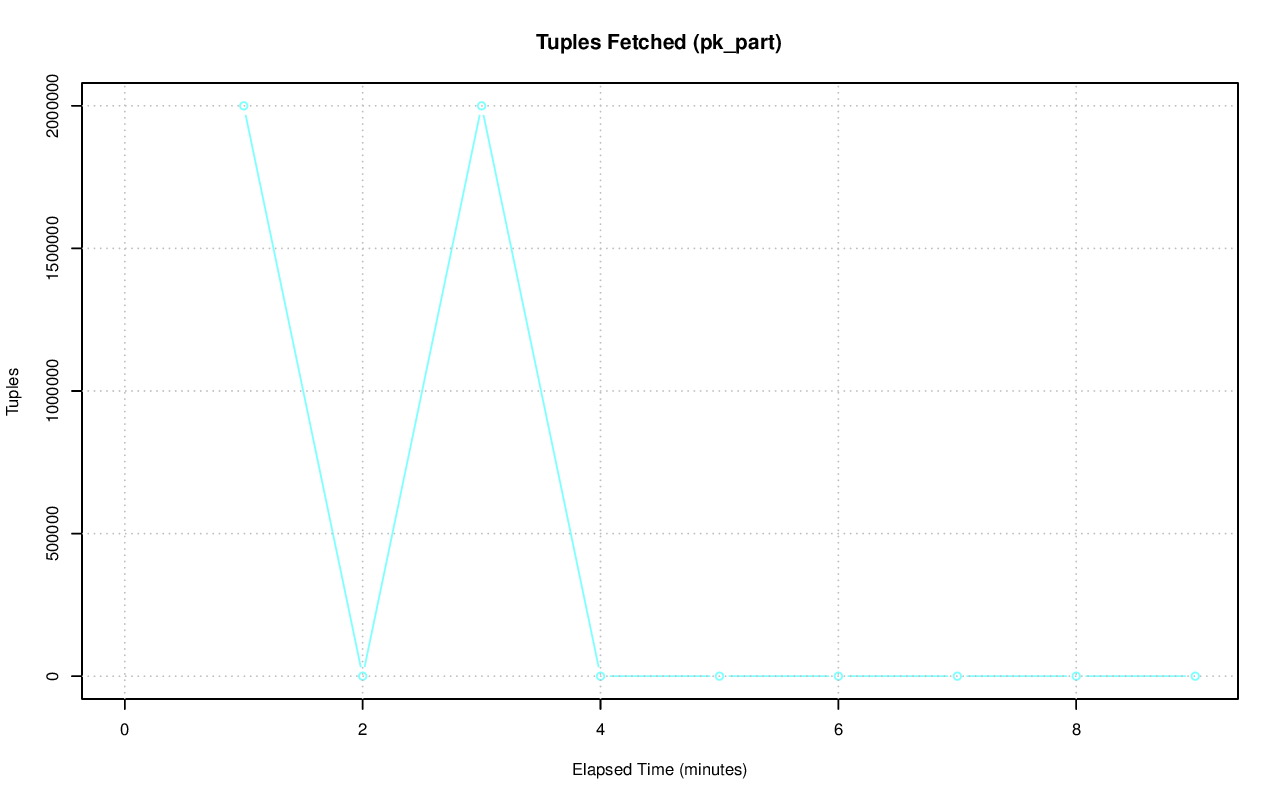 Tuples Fetched (pk_part)
2000000
1500000
1000000
500000
0
Tuples
0 2 4 6 8
Elapsed Time (minutes)